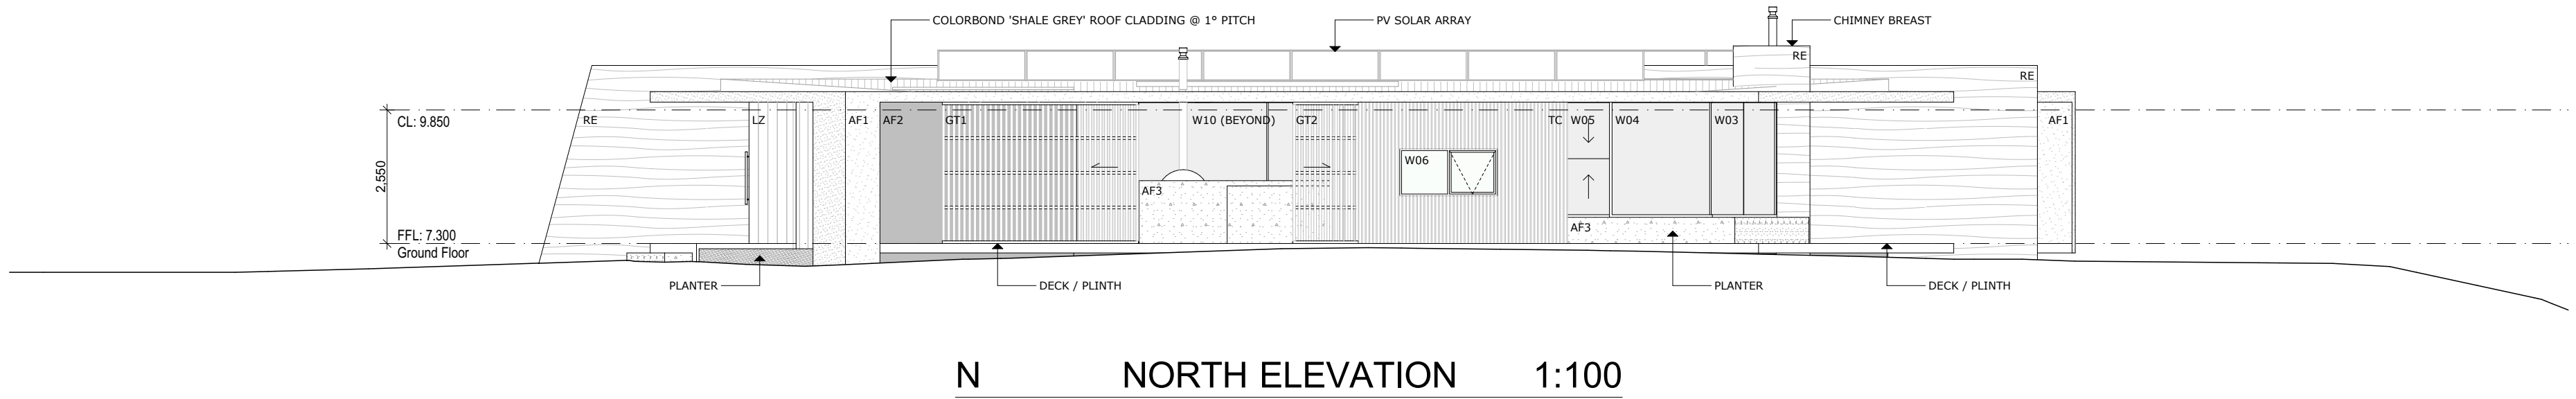 COLORBOND 'SHALE GREY' ROOF CLADDING @ 1° PITCH
PV SOLAR ARRAY
CHIMNEY BREAST
RE
RE
CL: 9.850
RE
LZ
AF1
AF2
GT1
W10 (BEYOND)
GT2
TC
W05
W04
W03
AF1
2,550
W06
AF3
AF3
FFL: 7.300
Ground Floor
PLANTER
DECK / PLINTH
PLANTER
DECK / PLINTH
N NORTH ELEVATION 1:100